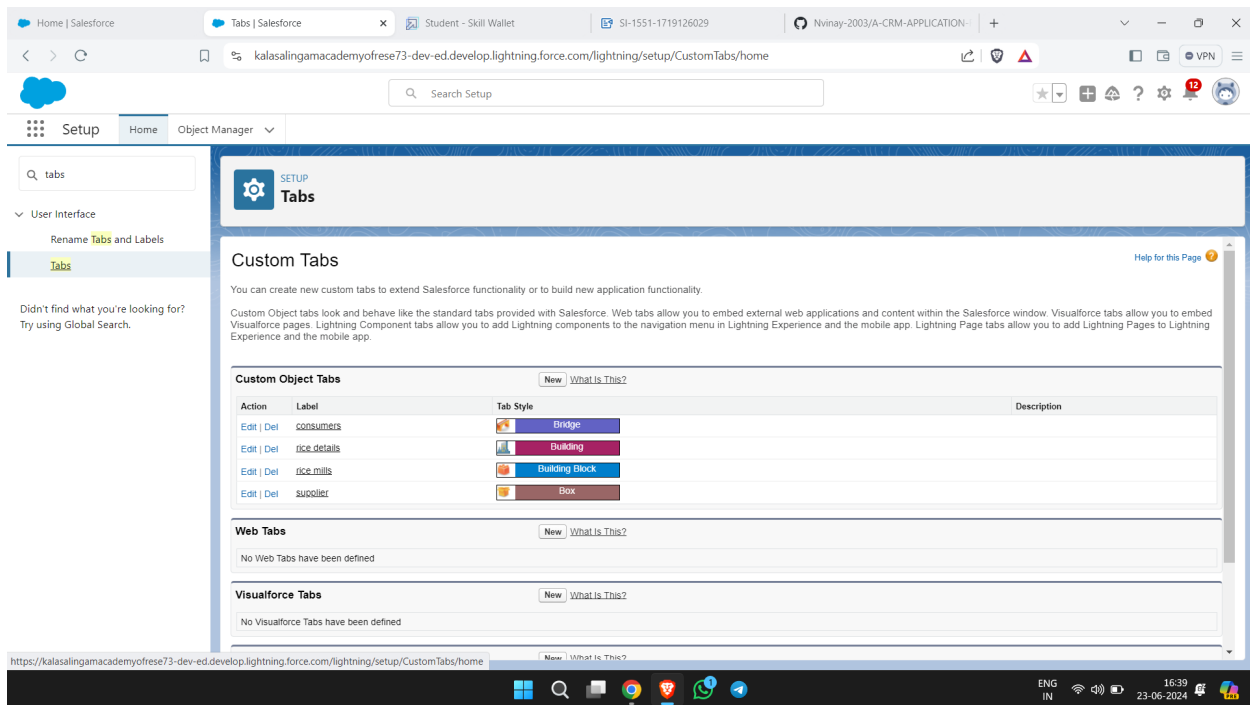 Home | Salesforce
Tabs | Salesforce
Student - Skill Wallet
SI-1551-1719126029
Nvinay-2003/A-CRM-APPLICATION-
kalasalingamacademyofrese73-dev-ed.develop.lightning.force.com/lightning/setup/CustomTabs/home
VPN
Search Setup
12
Setup
Home
Object Manager
tabs
User Interface
Rename Tabs and Labels
Tabs
Didn't find what you're looking for?
Try using Global Search.
SETUP
Tabs
Custom Tabs
Help for this Page
You can create new custom tabs to extend Salesforce functionality or to build new application functionality.
Custom Object tabs look and behave like the standard tabs provided with Salesforce. Web tabs allow you to embed external web applications and content within the Salesforce window. Visualforce tabs allow you to embed
Visualforce pages. Lightning Component tabs allow you to add Lightning components to the navigation menu in Lightning Experience and the mobile app. Lightning Page tabs allow you to add Lightning Pages to Lightning
Experience and the mobile app.
Custom Object Tabs New What Is This?
Action Label Tab Style Description
Edit | Del consumers Bridge
Edit | Del rice details Building
Edit | Del rice mills Building Block
Edit | Del supplier Box
Web Tabs New What Is This?
No Web Tabs have been defined
Visualforce Tabs New What Is This?
No Visualforce Tabs have been defined
New What Is This?
https://kalasalingamacademyofrese73-dev-ed.develop.lightning.force.com/lightning/setup/CustomTabs/home
1
ENG
IN
16:39
23-06-2024